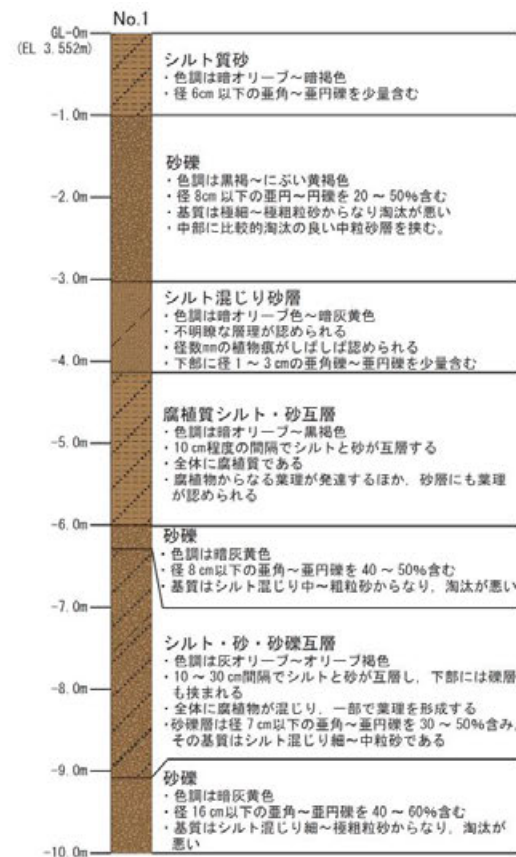 No.1
GL-0m
(EL 3.552m)
シルト質砂
・色調は暗オリーブ～暗褐色
・径 6cm 以下の亜角～亜円礫を少量含む
-1.0m
砂礫
・色調は黒褐～にぶい黄褐色
・径 8cm 以下の亜円～円礫を 20 ～ 50%含む
-2.0m
・基質は極細～極粗粒砂からなり淘汰が悪い
・中部に比較的淘汰の良い中粒砂層を挟む。
-3.0m
シルト混じり砂層
・色調は暗オリーブ色～暗灰黄色
・不明瞭な層理が認められる
・径数mmの植物痕がしばしば認められる
-4.0m
・下部に径 1 ～ 3 cmの亜角礫～亜円礫を少量含む
腐植質シルト・砂互層
・色調は暗オリーブ～黒褐色
-5.0m
・10 cm程度の間隔でシルトと砂が互層する
・全体に腐植質である
・腐植物からなる葉理が発達するほか，砂層にも葉理
が認められる
-6.0m
砂礫
・色調は暗灰黄色
・径 8 cm以下の亜角～亜円礫を 40 ～ 50%含む
・基質はシルト混じり中～粗粒砂からなり，淘汰が悪い
-7.0m
シルト・砂・砂礫互層
・色調は灰オリーブ～オリーブ褐色
・10 ～ 30 cm間隔でシルトと砂が互層し，下部には礫層
-8.0m
も挟まれる
・全体に腐植物が混じり，一部で葉理を形成する
・砂礫層は径 7 cm以下の亜角～亜円礫を 30 ～ 50%含み，
その基質はシルト混じり細～中粒砂である
-9.0m
砂礫
・色調は暗灰黄色
・径 16 cm以下の亜角～亜円礫を 40 ～ 60%含む
・基質はシルト混じり細～極粗粒砂からなり，淘汰が
悪い
-10.0m